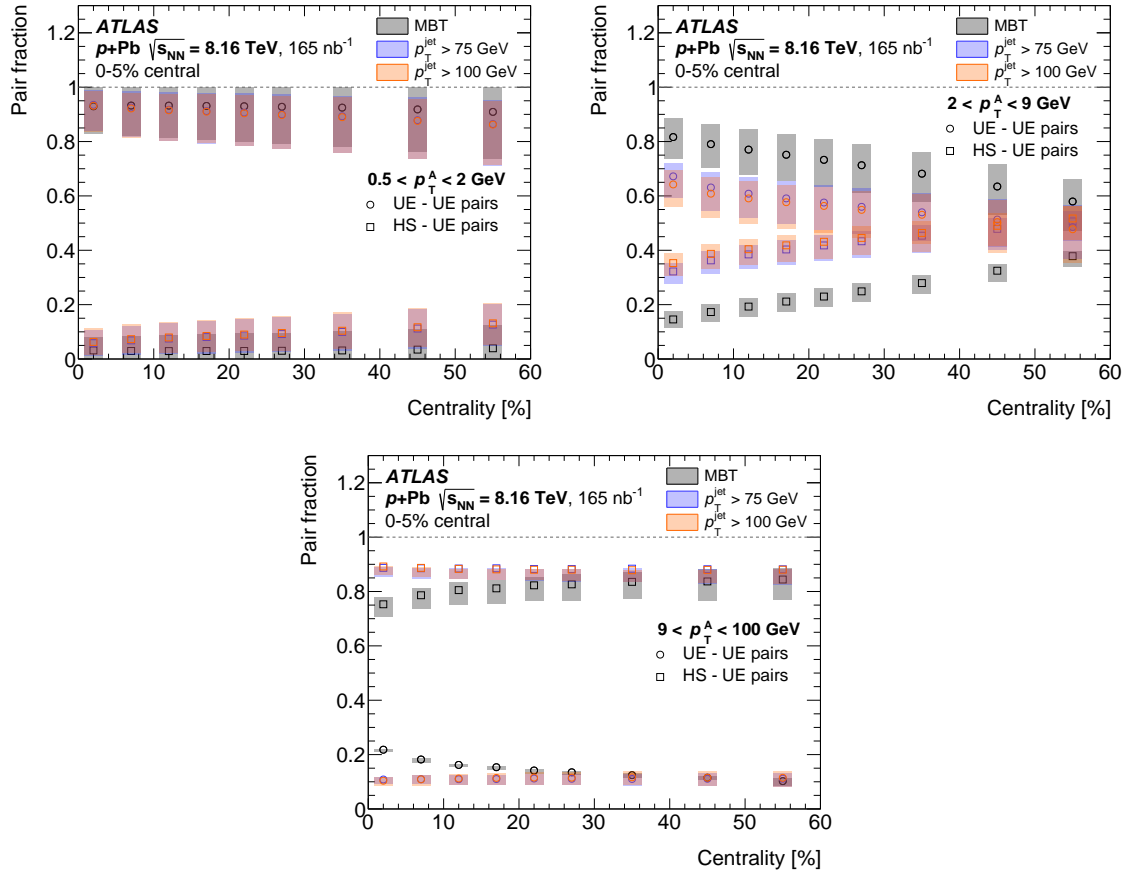 ATLAS
p+Pb √sNN = 8.16 TeV, 165 nb-1
0-5% central
MBT
pTjet > 75 GeV
pTjet > 100 GeV
0.5 < pTA < 2 GeV
UE - UE pairs
HS - UE pairs
Pair fraction
1.2
1
0.8
0.6
0.4
0.2
0
0 10 20 30 40 50 60
Centrality [%]
ATLAS
p+Pb √sNN = 8.16 TeV, 165 nb-1
0-5% central
MBT
pTjet > 75 GeV
pTjet > 100 GeV
2 < pTA < 9 GeV
UE - UE pairs
HS - UE pairs
Pair fraction
1.2
1
0.8
0.6
0.4
0.2
0
0 10 20 30 40 50 60
Centrality [%]
ATLAS
p+Pb √sNN = 8.16 TeV, 165 nb-1
0-5% central
MBT
pTjet > 75 GeV
pTjet > 100 GeV
9 < pTA < 100 GeV
UE - UE pairs
HS - UE pairs
Pair fraction
1.2
1
0.8
0.6
0.4
0.2
0
0 10 20 30 40 50 60
Centrality [%]